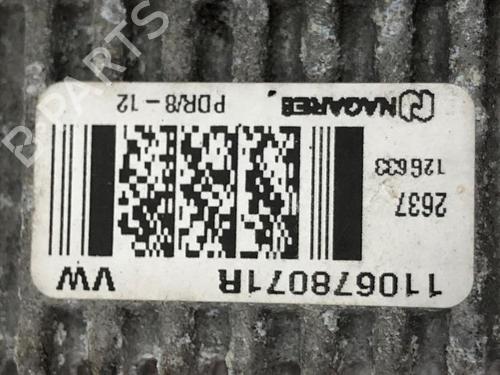 110678071R
VW
2637
126633
NAGARES
PDR/8-12
B-PARTS